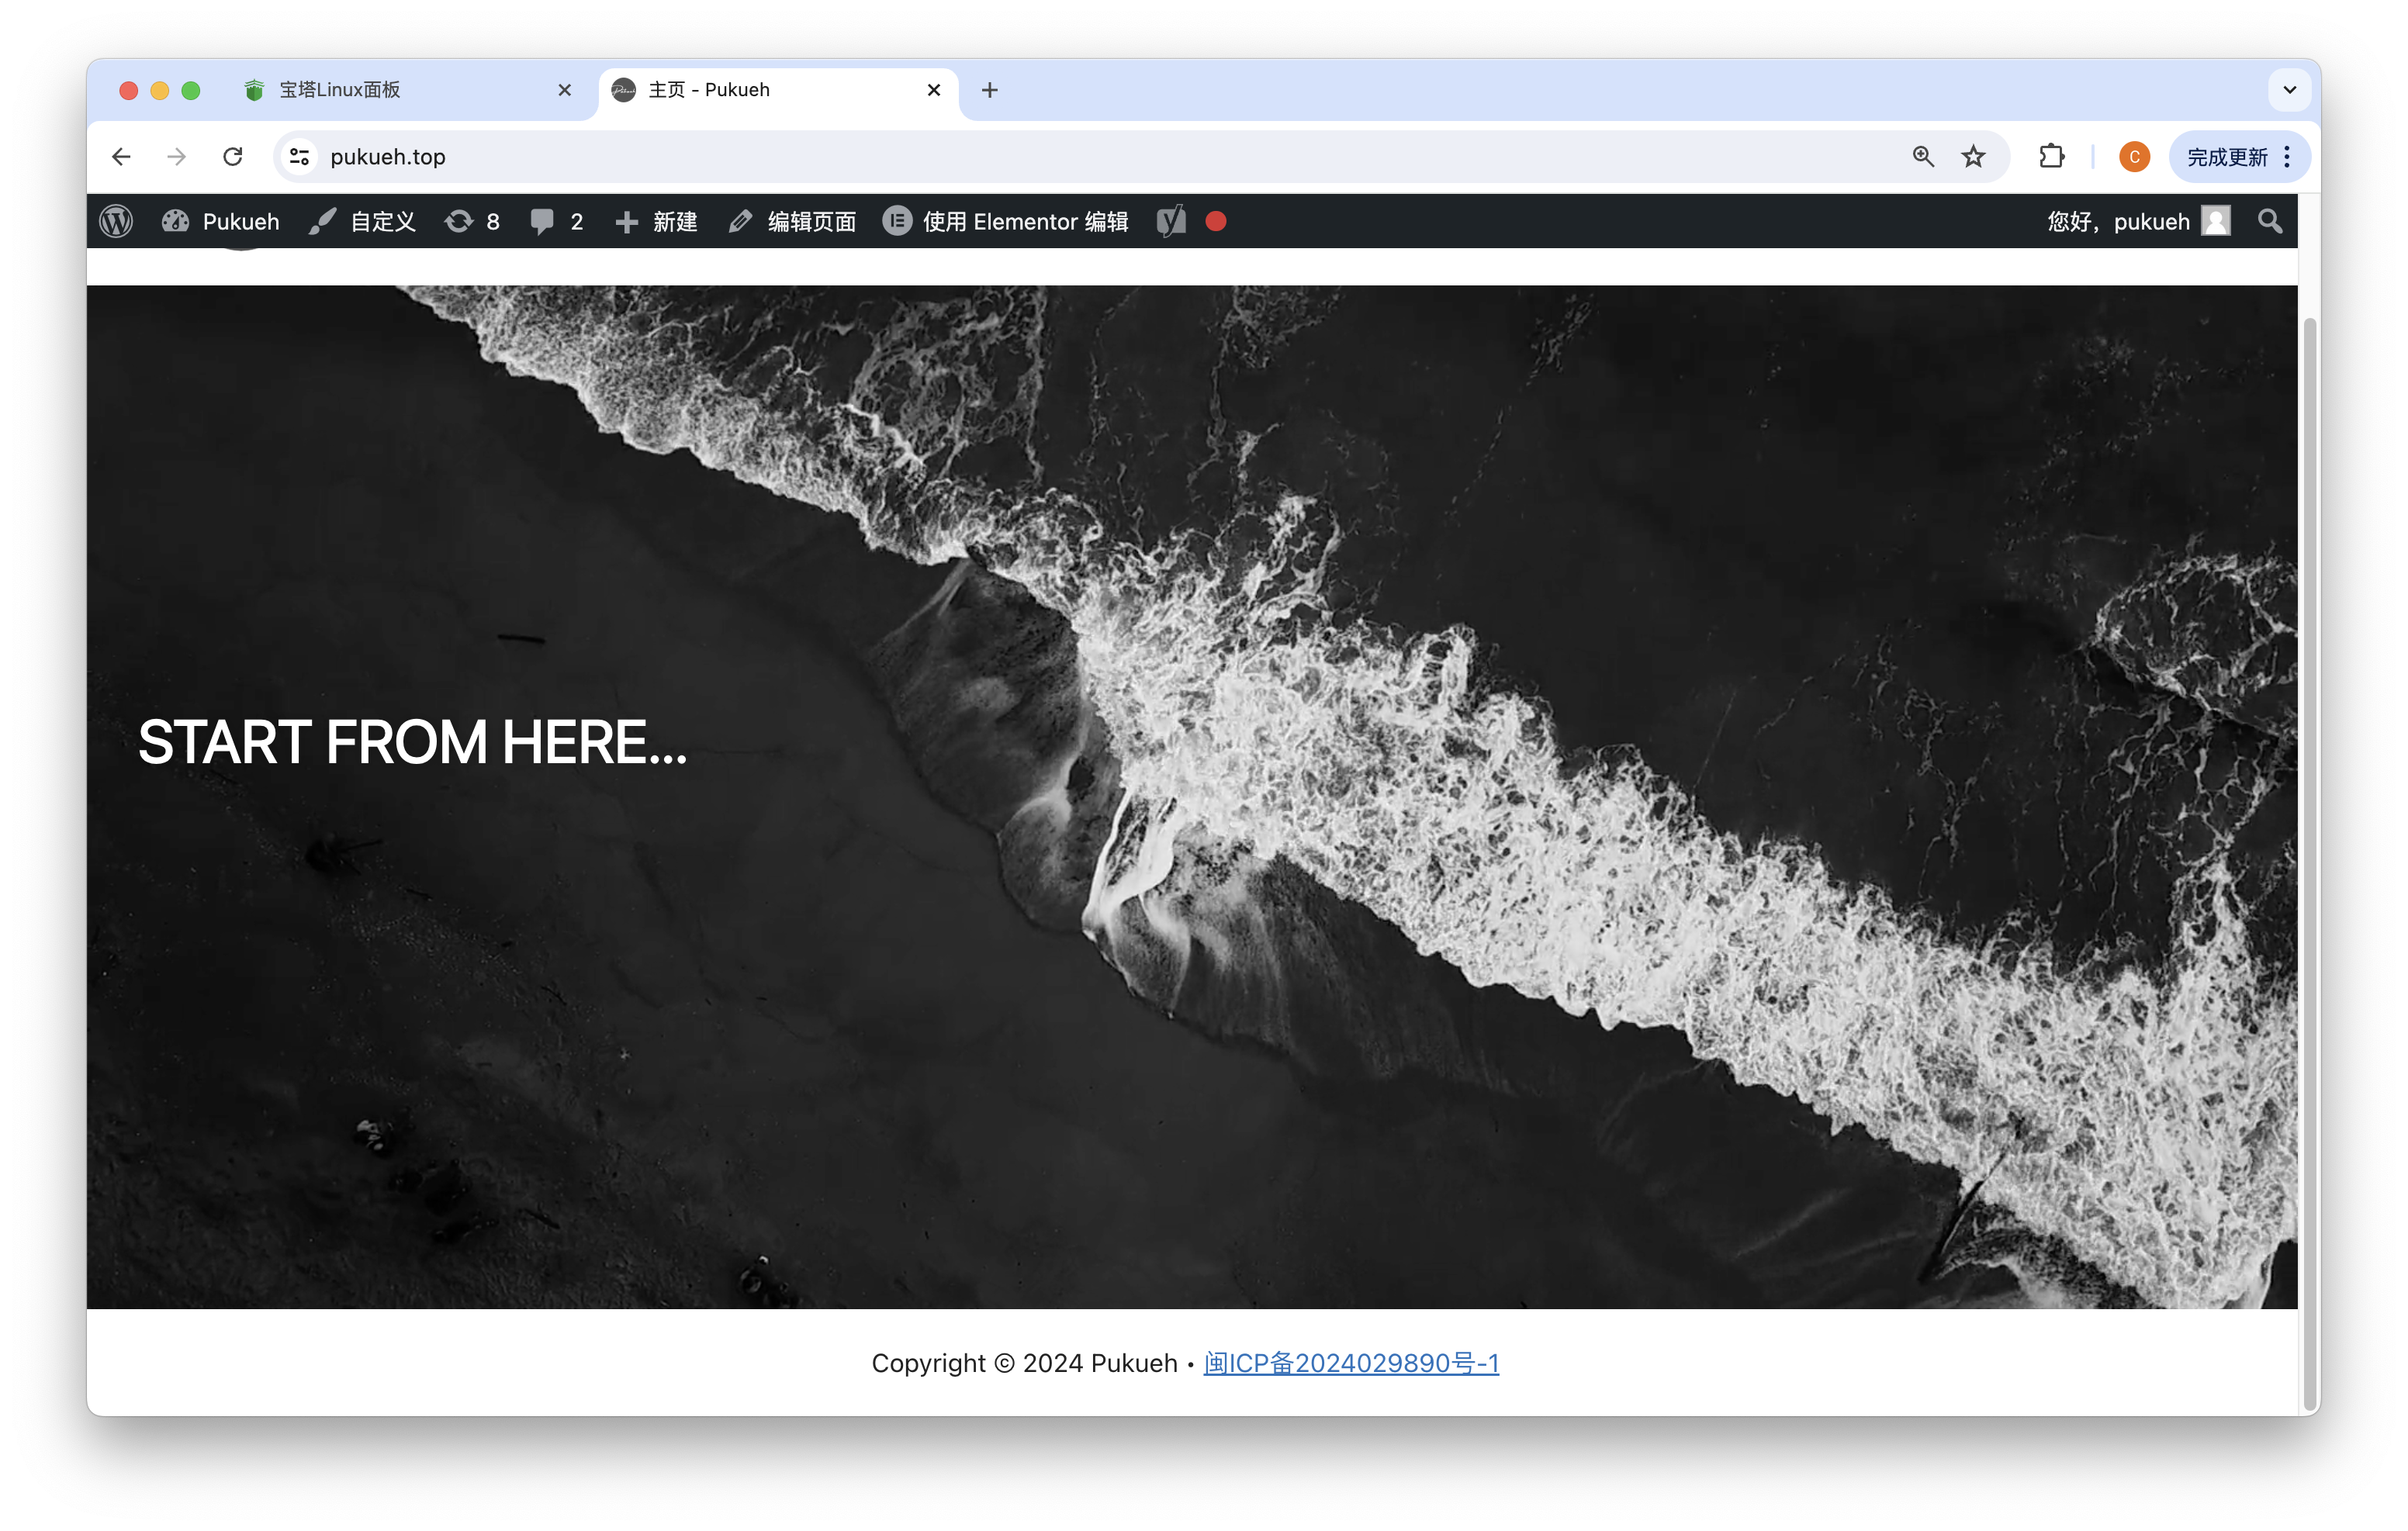 宝塔Linux面板
主页 - Pukueh
pukueh.top
完成更新
Pukueh 自定义 8 2 新建 编辑页面 使用 Elementor 编辑 您好，pukueh
START FROM HERE...
Copyright © 2024 Pukueh • 闽ICP备2024029890号-1